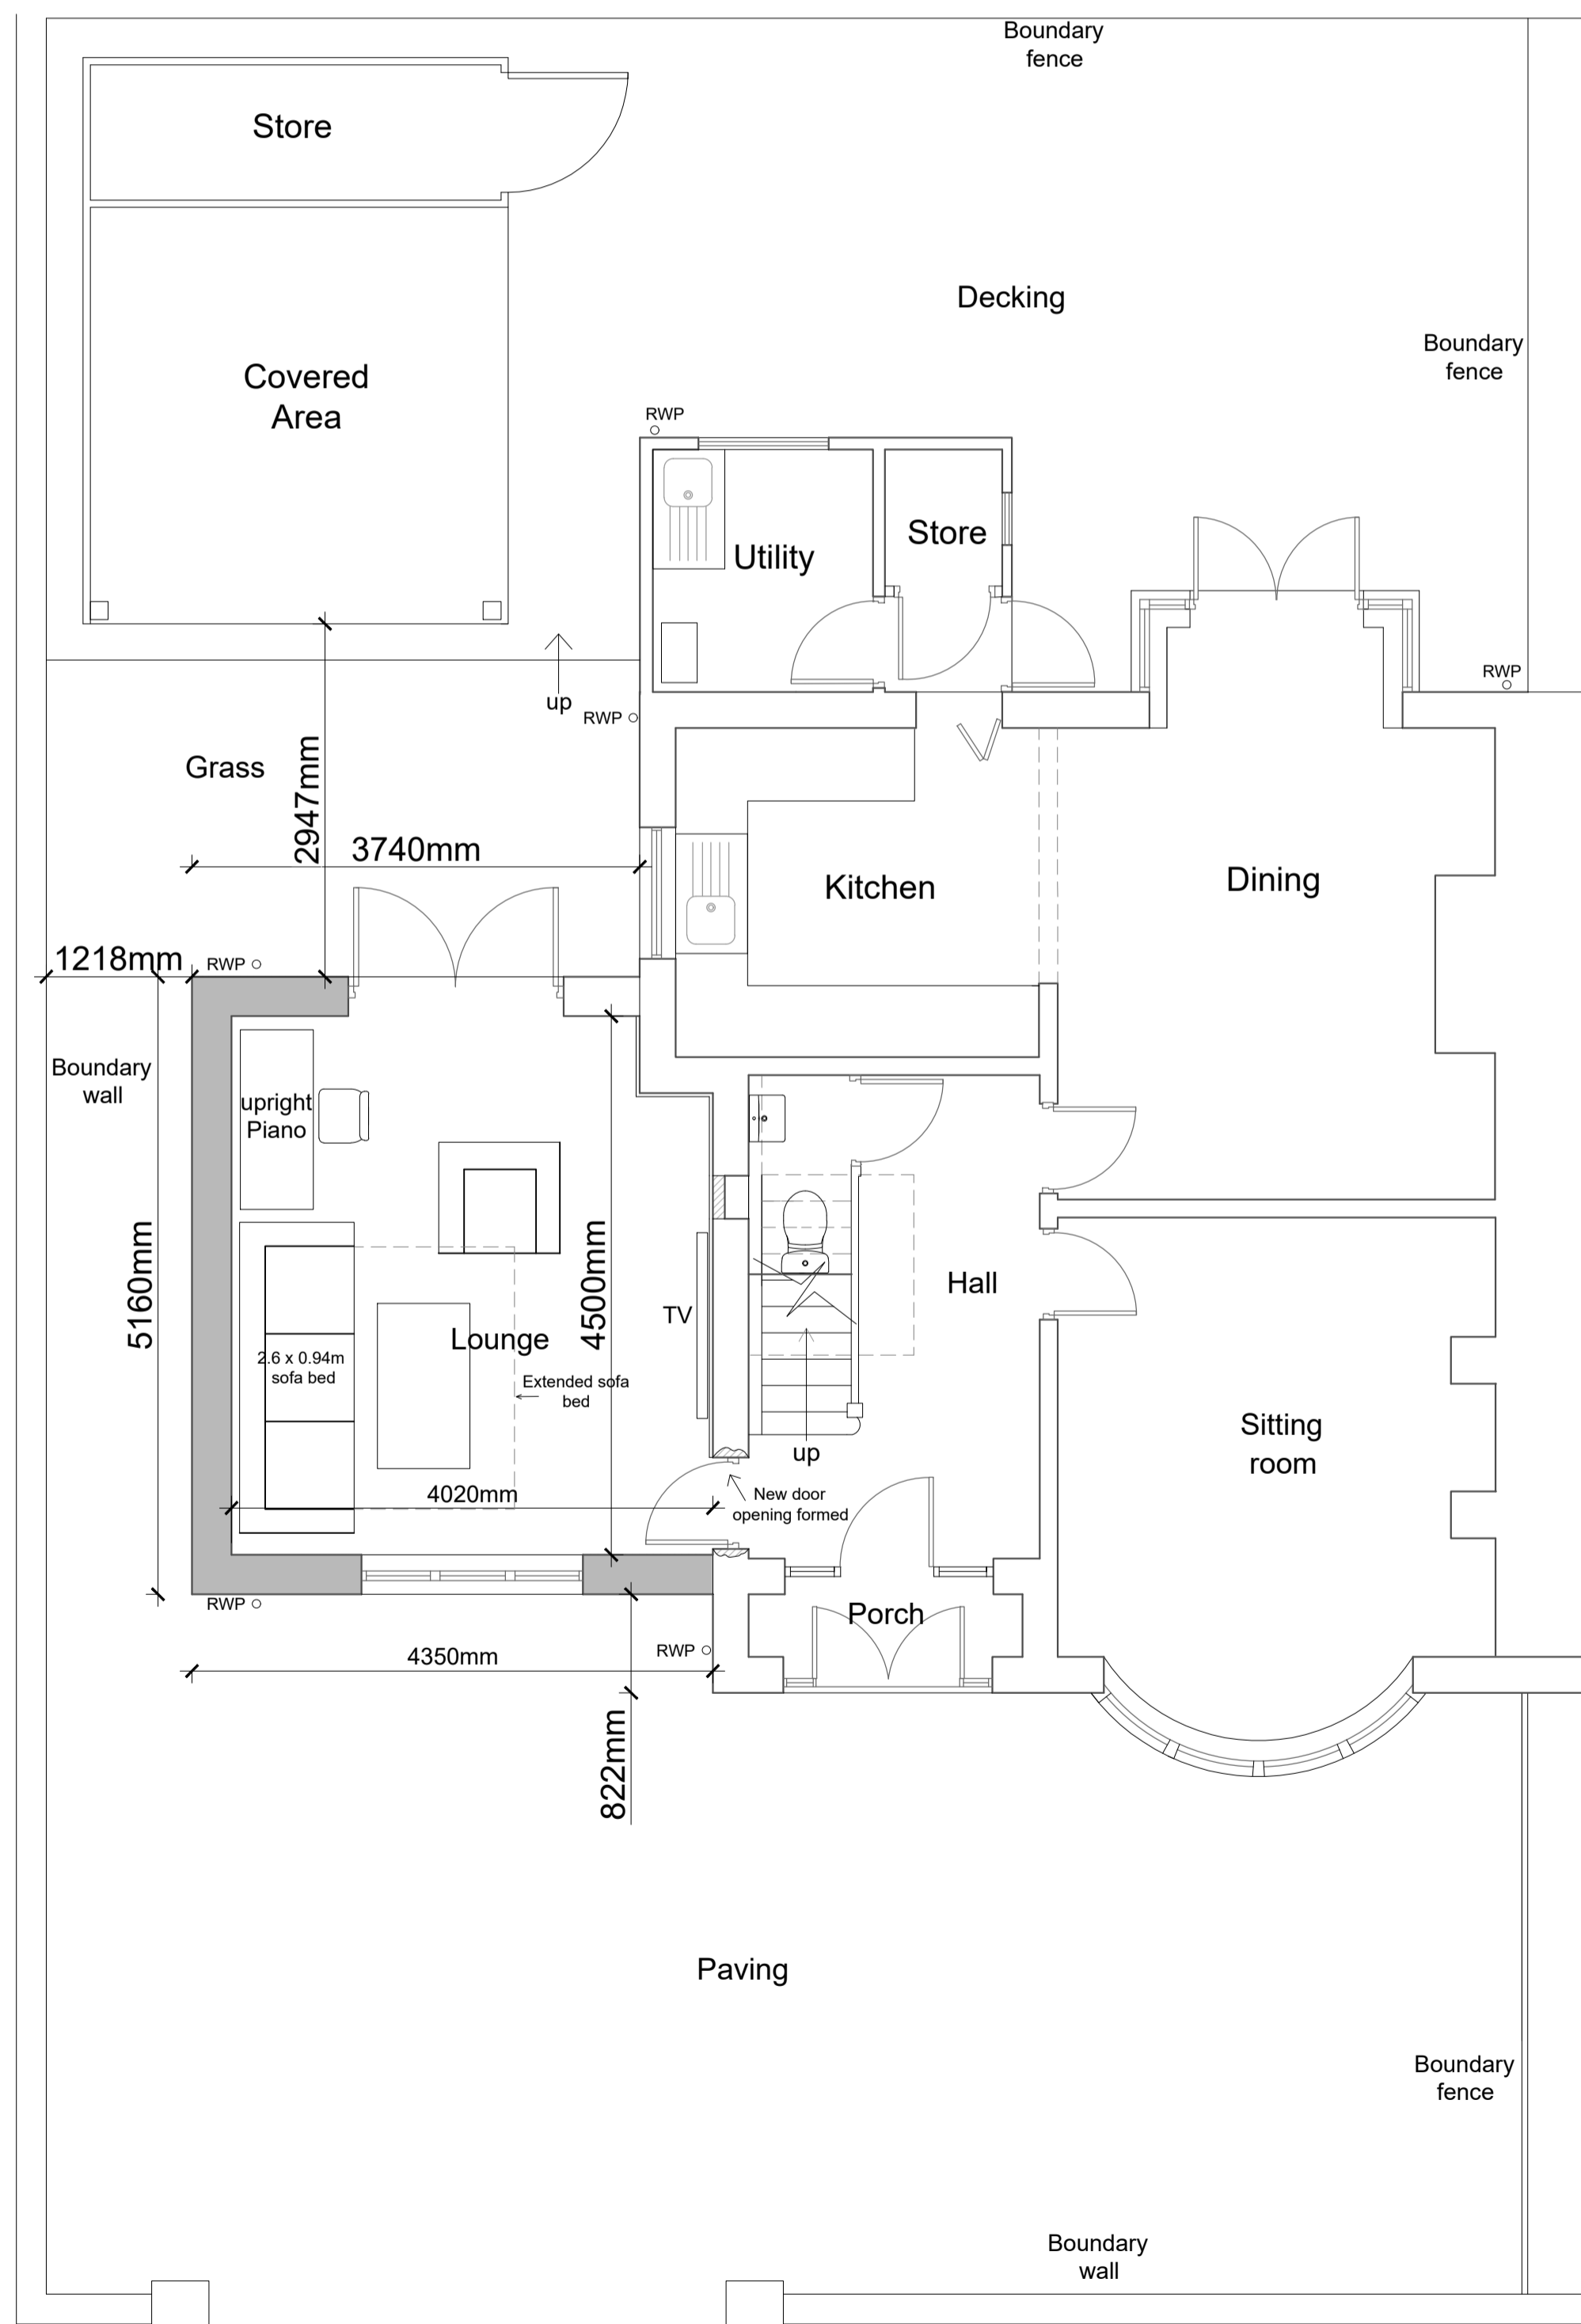 Boundary
fence
Store
Decking
Boundary
fence
Covered
Area
RWP
Utility
Store
RWP
up
RWP
Grass
2947mm
3740mm
Kitchen
Dining
1218mm
RWP
Boundary
wall
upright
Piano
5160mm
4500mm
TV
Hall
Lounge
2.6 x 0.94m
sofa bed
Extended sofa
bed
Sitting
room
up
4020mm
New door
opening formed
RWP
Porch
RWP
4350mm
822mm
Paving
Boundary
fence
Boundary
wall